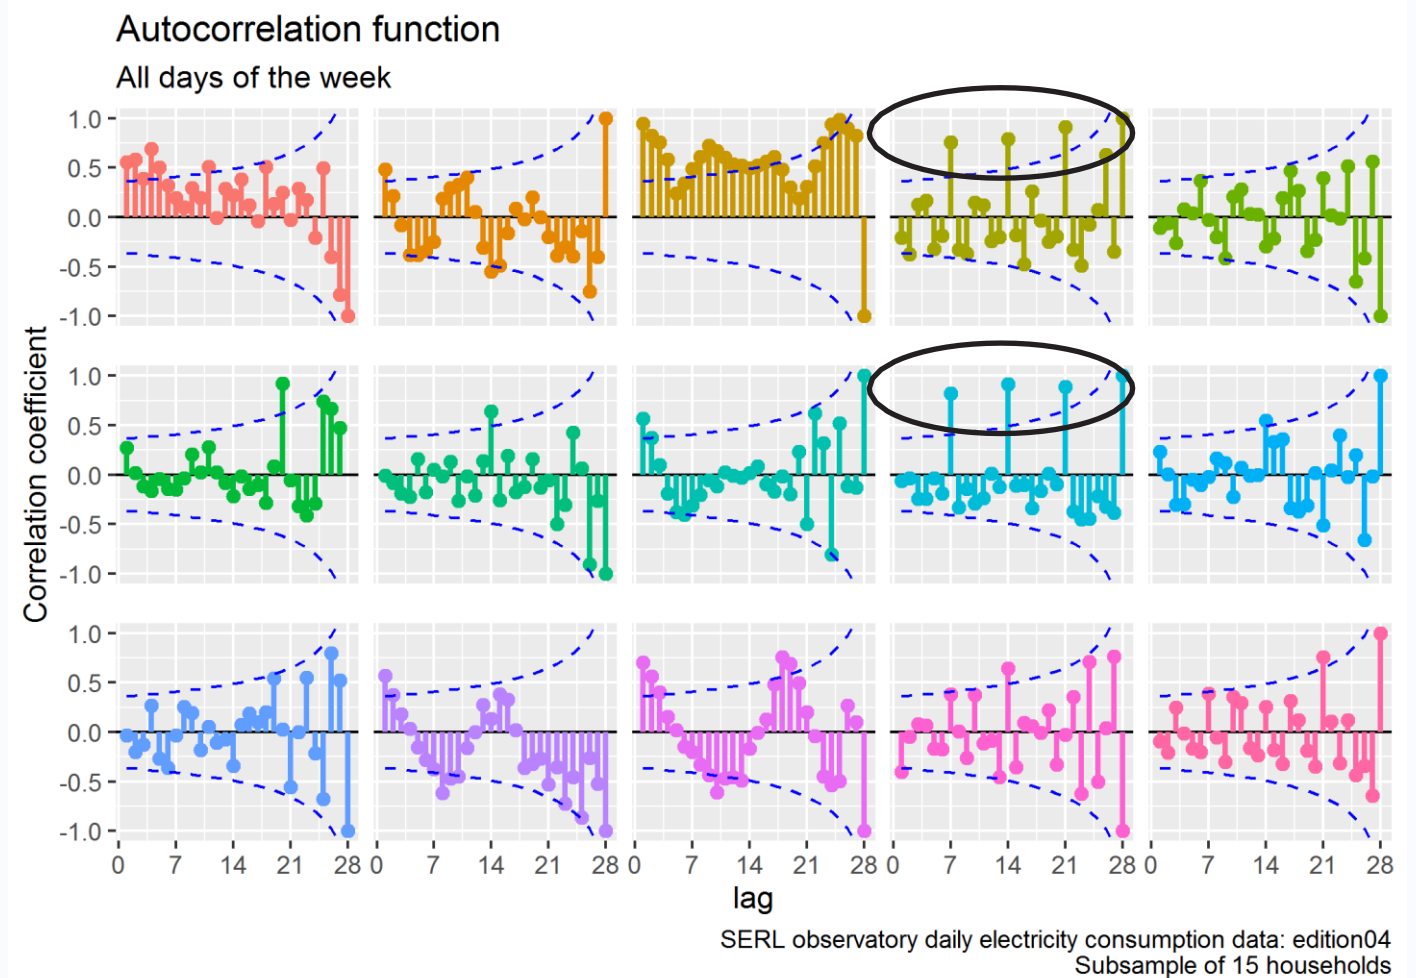 Autocorrelation function
All days of the week
1.0
0.5
0.0
-0.5
-1.0
1.0
0.5
0.0
-0.5
-1.0
1.0
0.5
0.0
-0.5
-1.0
Correlation coefficient
0 7 14 21 28 0 7 14 21 28 0 7 14 21 28 0 7 14 21 28 0 7 14 21 28
lag
SERL observatory daily electricity consumption data: edition04
Subsample of 15 households